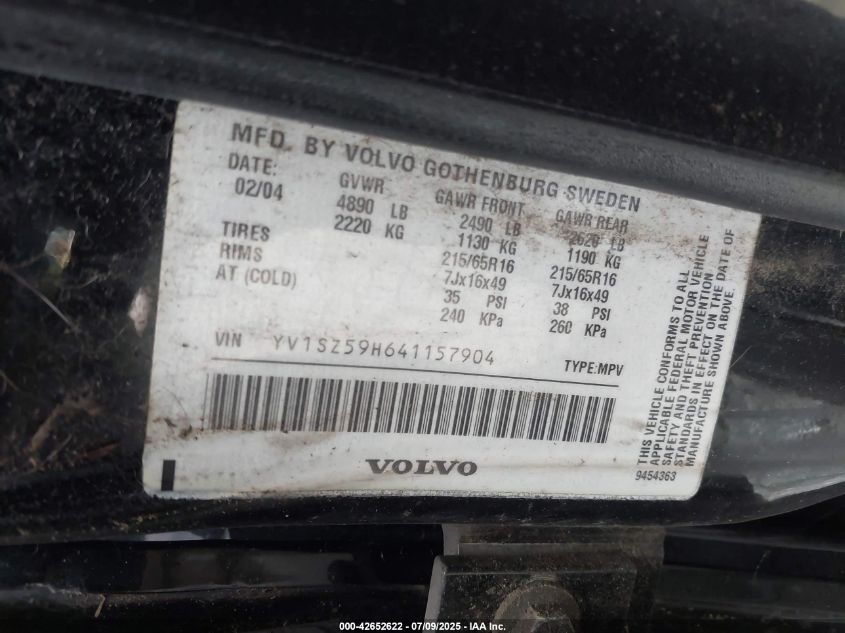 MFD. BY VOLVO GOTHENBURG SWEDEN
DATE: GVWR GAWR FRONT GAWR REAR
02/04 4890 LB 2490 LB 2620 LB
2220 KG 1130 KG 1190 KG
TIRES 215/65R16 215/65R16
RIMS 7Jx16x49 7Jx16x49
AT (COLD) 35 PSI 38 PSI
240 KPa 260 KPa
VIN YV1SZ59H641157904 TYPE:MPV
VOLVO
THIS VEHICLE CONFORMS TO ALL
APPLICABLE FEDERAL MOTOR VEHICLE
SAFETY AND THEFT PREVENTION
STANDARDS IN EFFECT ON THE DATE OF
MANUFACTURE SHOWN ABOVE.
9454363
© 0000-42652622 - 07/09/2025 - IAA Inc.